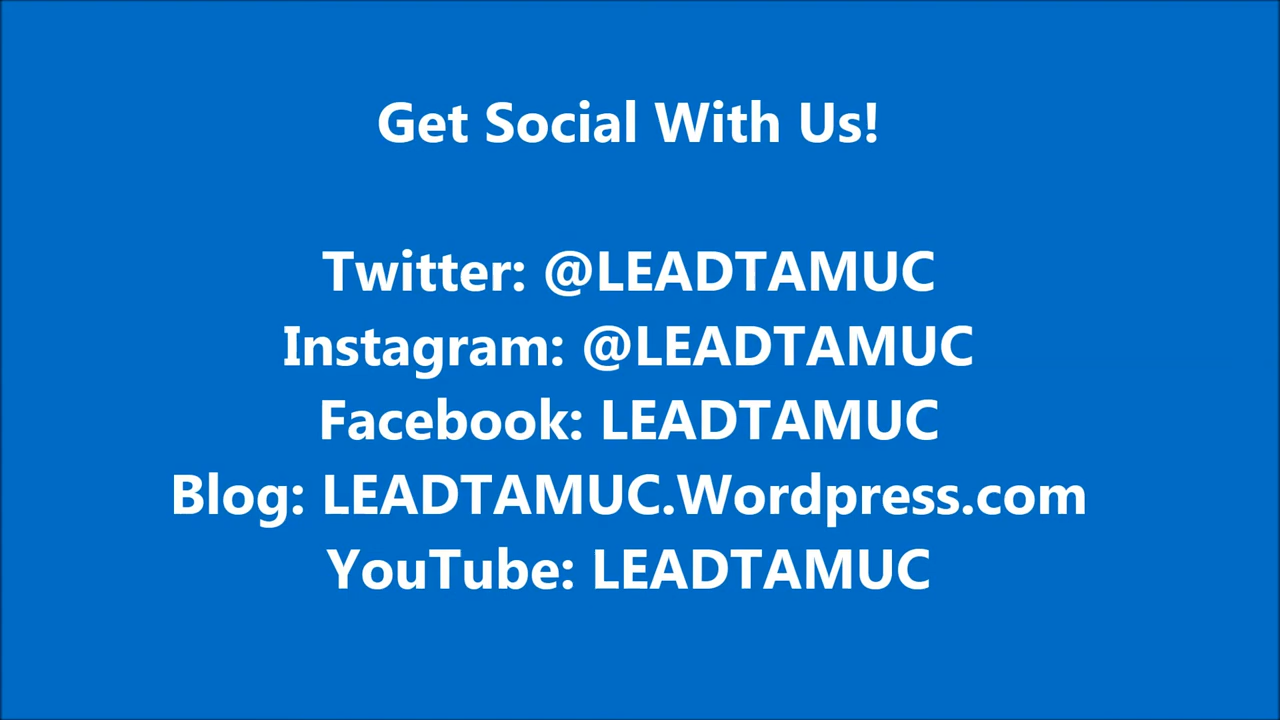 Get Social With Us!
Twitter: @LEADTAMUC
Instagram: @LEADTAMUC
Facebook: LEADTAMUC
Blog: LEADTAMUC.Wordpress.com
YouTube: LEADTAMUC